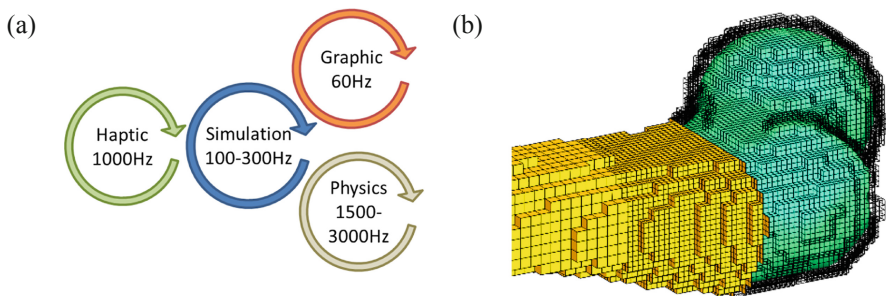 (a)
Haptic
1000Hz
Simulation
100-300Hz
Graphic
60Hz
Physics
1500-
3000Hz
(b)